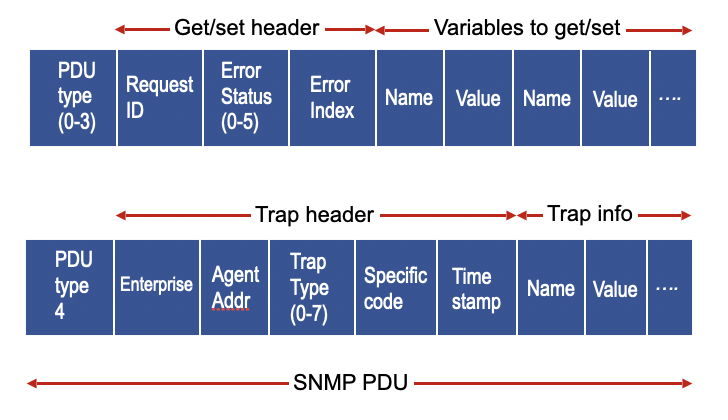 Get/set header
Variables to get/set
PDU
type
(0-3)
Request
ID
Error
Status
(0-5)
Error
Index
Name
Value
Name
Value
....
Trap header
Trap info
PDU
type
4
Enterprise
Agent
Addr
Trap
Type
(0-7)
Specific
code
Time
stamp
Name
Value
....
SNMP PDU